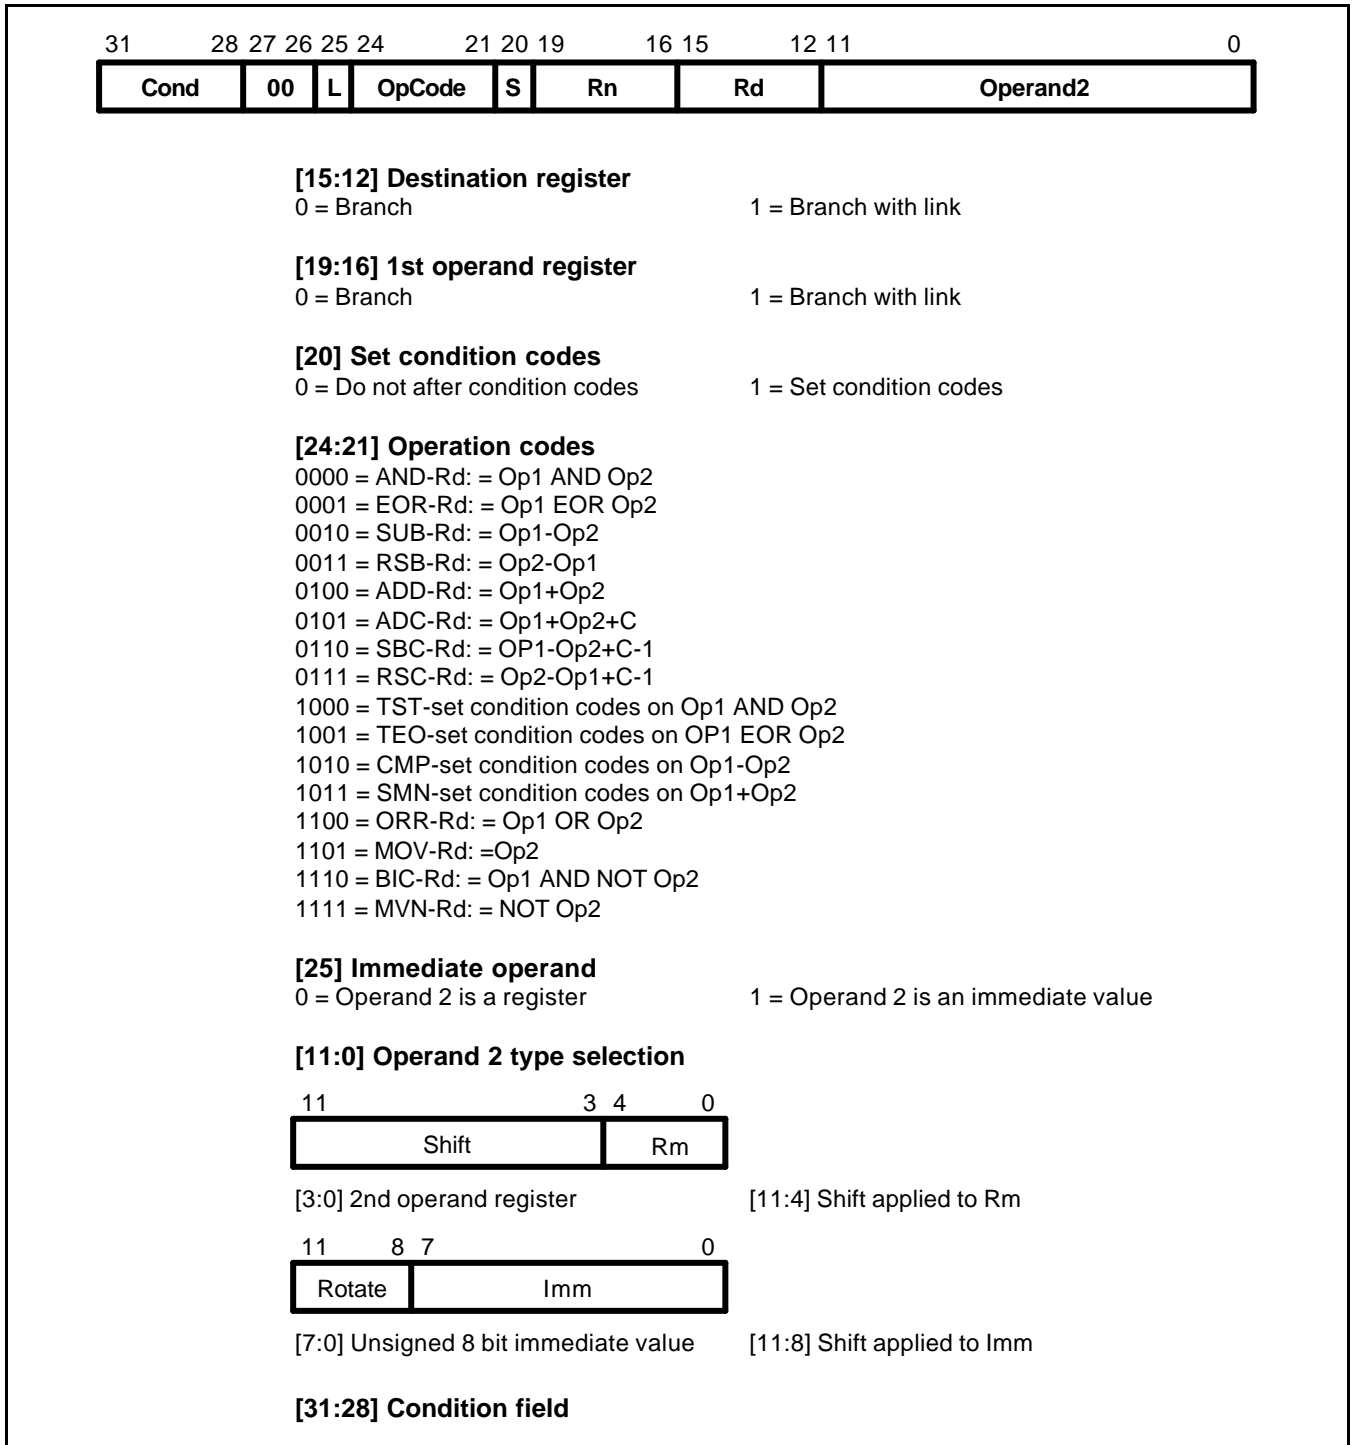 31 28 27 26 25 24 21 20 19 16 15 12 11 0
Cond 00 L OpCode S Rn Rd Operand2
[15:12] Destination register
0 = Branch 1 = Branch with link
[19:16] 1st operand register
0 = Branch 1 = Branch with link
[20] Set condition codes
0 = Do not after condition codes 1 = Set condition codes
[24:21] Operation codes
0000 = AND-Rd: = Op1 AND Op2
0001 = EOR-Rd: = Op1 EOR Op2
0010 = SUB-Rd: = Op1-Op2
0011 = RSB-Rd: = Op2-Op1
0100 = ADD-Rd: = Op1+Op2
0101 = ADC-Rd: = Op1+Op2+C
0110 = SBC-Rd: = OP1-Op2+C-1
0111 = RSC-Rd: = Op2-Op1+C-1
1000 = TST-set condition codes on Op1 AND Op2
1001 = TEO-set condition codes on OP1 EOR Op2
1010 = CMP-set condition codes on Op1-Op2
1011 = SMN-set condition codes on Op1+Op2
1100 = ORR-Rd: = Op1 OR Op2
1101 = MOV-Rd: =Op2
1110 = BIC-Rd: = Op1 AND NOT Op2
1111 = MVN-Rd: = NOT Op2
[25] Immediate operand
0 = Operand 2 is a register 1 = Operand 2 is an immediate value
[11:0] Operand 2 type selection
11 3 4 0
Shift Rm
[3:0] 2nd operand register [11:4] Shift applied to Rm
11 8 7 0
Rotate Imm
[7:0] Unsigned 8 bit immediate value [11:8] Shift applied to Imm
[31:28] Condition field